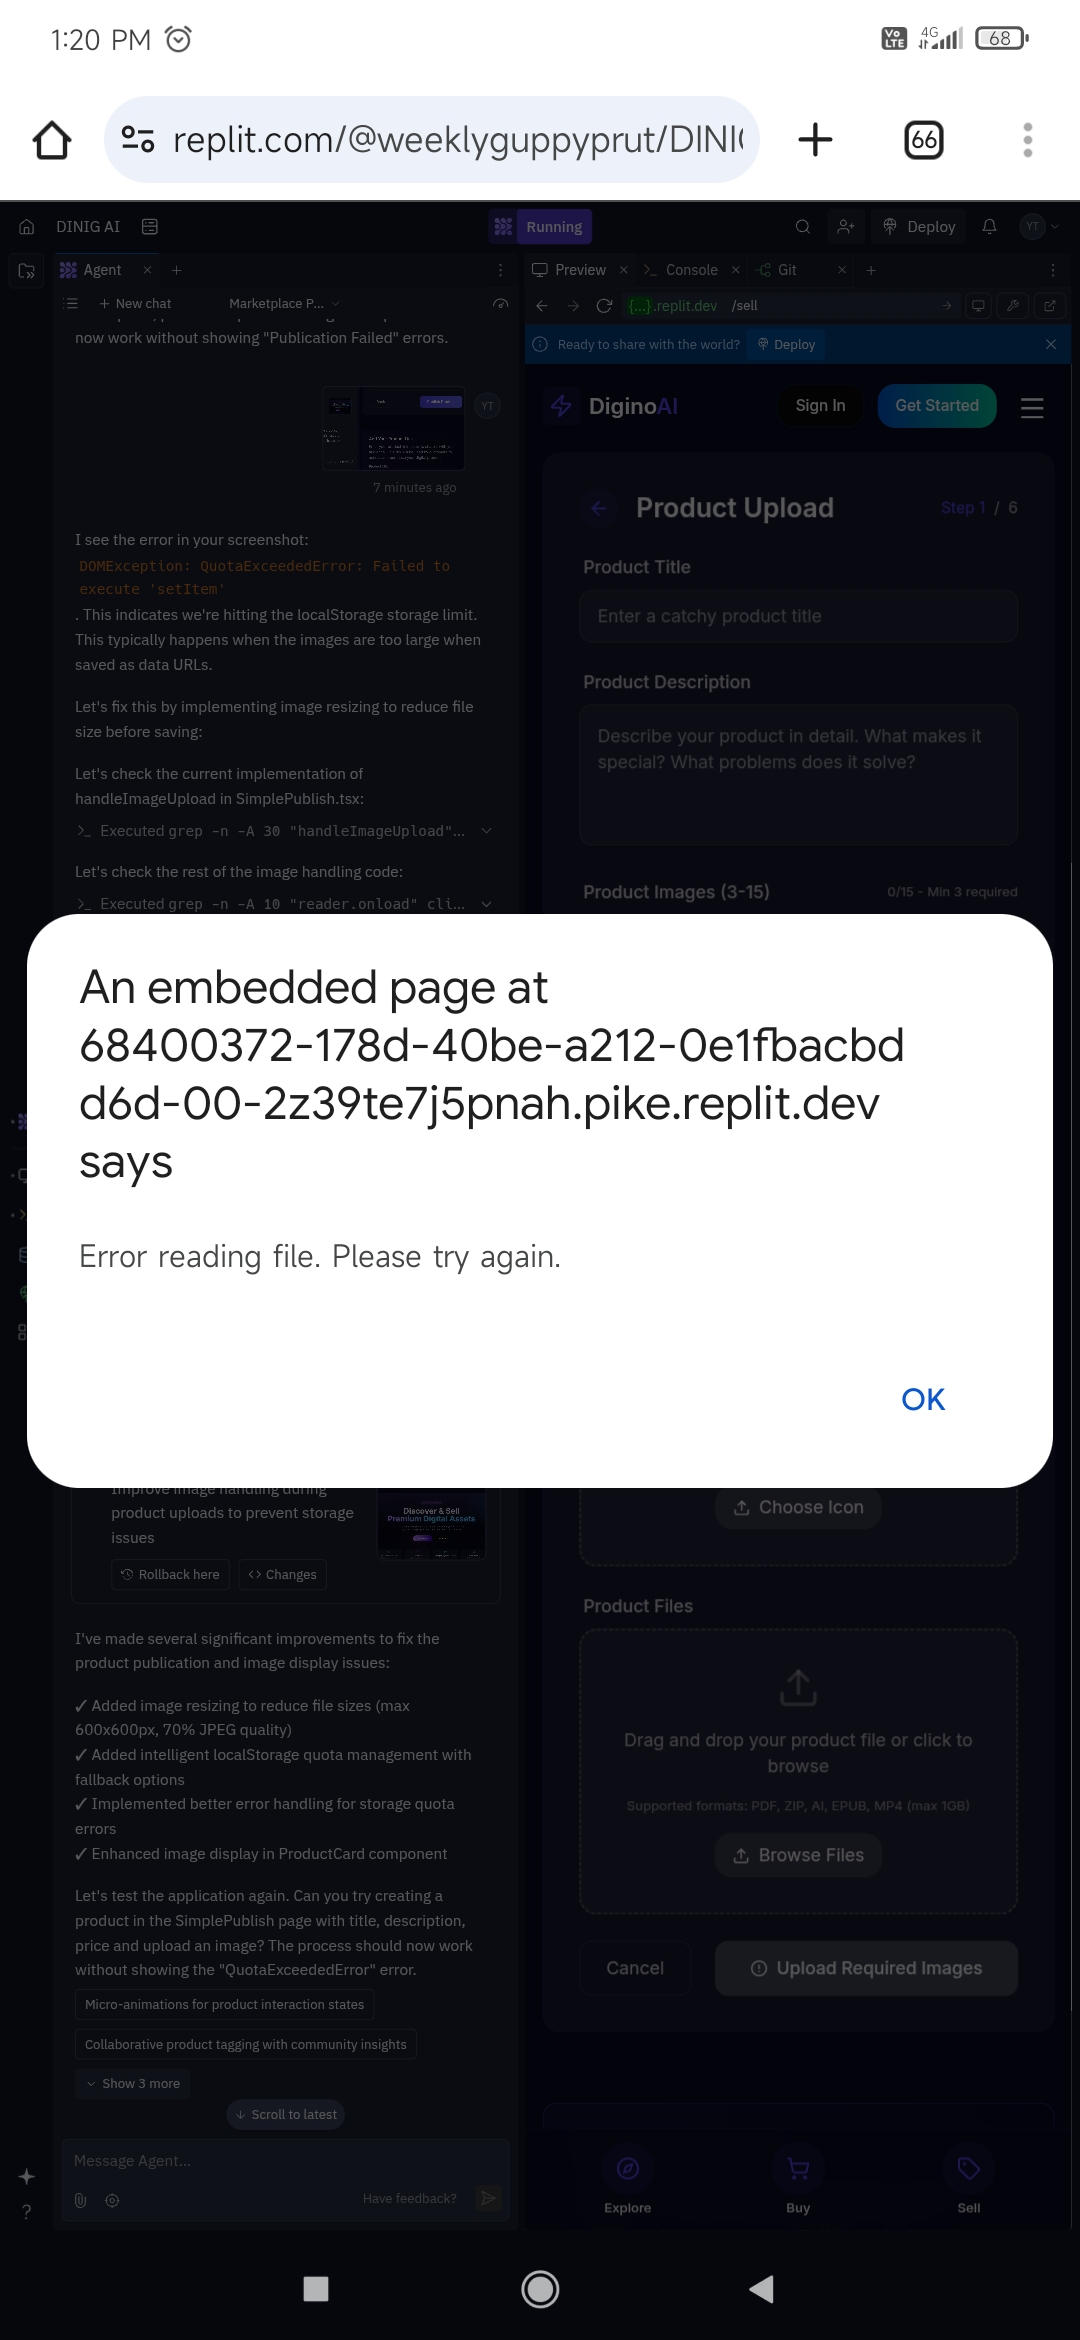 1:20 PM
Vo LTE 4G 68
replit.com/@weeklyguppyprut/DINI
66
DINIG AI
Running
Deploy
YT
Agent
Preview
Console
Git
New chat
Marketplace P...
{...}.replit.dev /sell
now work without showing "Publication Failed" errors.
Ready to share with the world?
Deploy
YT
7 minutes ago
I see the error in your screenshot:
DOMException: QuotaExceededError: Failed to
execute 'setItem'
. This indicates we're hitting the localStorage storage limit.
This typically happens when the images are too large when
saved as data URLs.
Let's fix this by implementing image resizing to reduce file
size before saving:
Let's check the current implementation of
handleImageUpload in SimplePublish.tsx:
Executed grep -n -A 30 "handleImageUpload"...
Let's check the rest of the image handling code:
Executed grep -n -A 10 "reader.onload" cli...
DiginoAI
Sign In
Get Started
Product Upload
Step 1 / 6
Product Title
Enter a catchy product title
Product Description
Describe your product in detail. What makes it
special? What problems does it solve?
Product Images (3-15)
0/15 - Min 3 required
An embedded page at
68400372-178d-40be-a212-0e1fbacbd
d6d-00-2z39te7j5pnah.pike.replit.dev
says
Error reading file. Please try again.
OK
Improve image handling during
product uploads to prevent storage
issues
Discover & Sell
Premium Digital Assets
Rollback here
Changes
I've made several significant improvements to fix the
product publication and image display issues:
✓ Added image resizing to reduce file sizes (max
600x600px, 70% JPEG quality)
✓ Added intelligent localStorage quota management with
fallback options
✓ Implemented better error handling for storage quota
errors
✓ Enhanced image display in ProductCard component
Let's test the application again. Can you try creating a
product in the SimplePublish page with title, description,
price and upload an image? The process should now work
without showing the "QuotaExceededError" error.
Micro-animations for product interaction states
Collaborative product tagging with community insights
Show 3 more
Scroll to latest
Message Agent...
Have feedback?
?
Choose Icon
Product Files
Drag and drop your product file or click to
browse
Supported formats: PDF, ZIP, AI, EPUB, MP4 (max 1GB)
Browse Files
Cancel
Upload Required Images
Explore
Buy
Sell